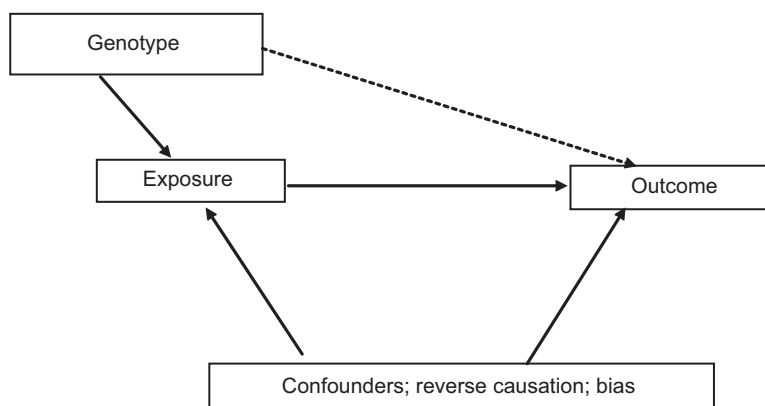 Genotype
Exposure
Outcome
Confounders; reverse causation; bias